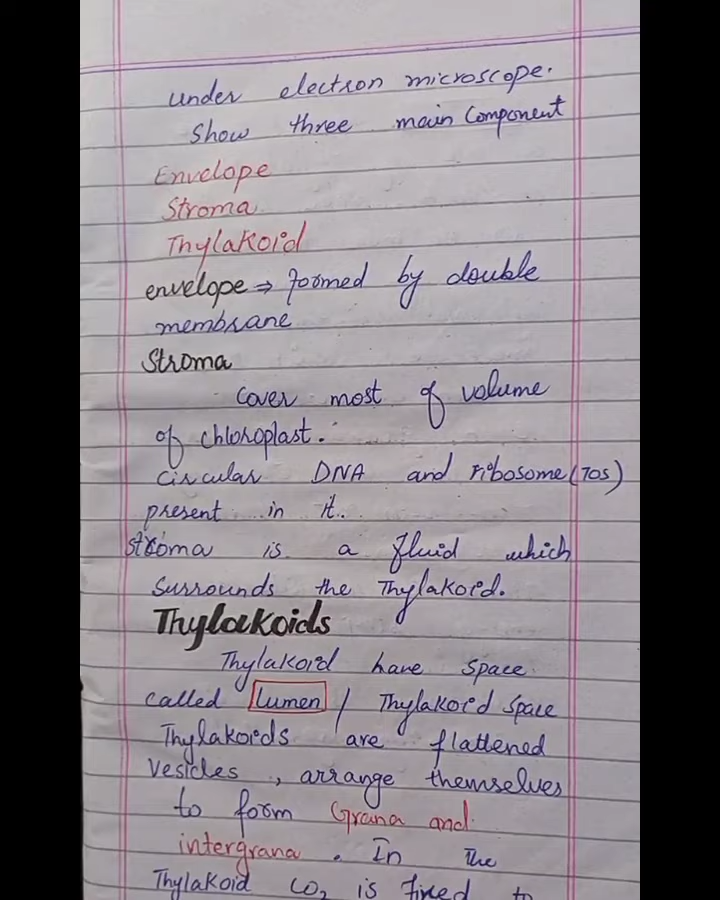 under electron microscope.
Show three main Component
Envelope
Stroma
Thylakoid
envelope ⇒ formed by double
membrane
Stroma
Cover most of volume
of chloroplast.
circular DNA and ribosome (70s)
present in it.
stroma is a fluid which
surrounds the Thylakoid.
Thylakoids
Thylakoid have space
called lumen / Thylakoid space
Thylakoids are flattened
vesicles, arrange themselves
to form Grana and
intergrana. In the
Thylakoid CO2 is fixed to